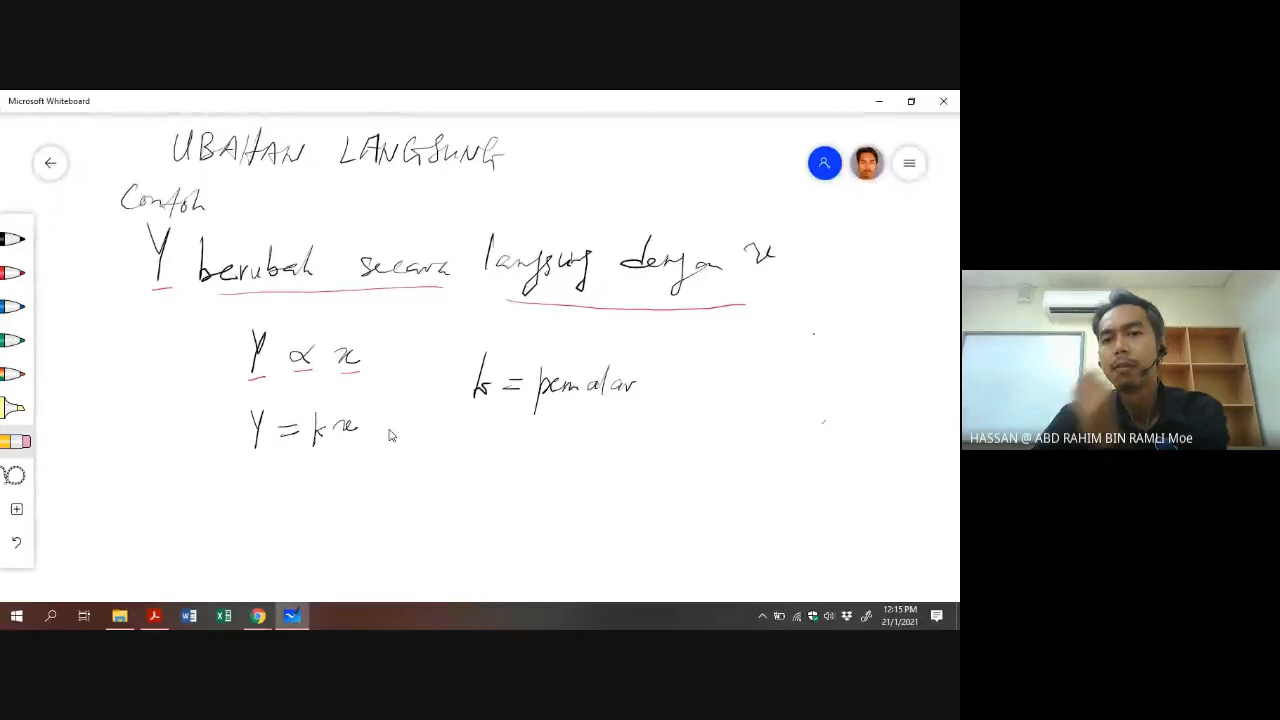 Microsoft Whiteboard
UBAHAN LANGSUNG
Contoh
Y berubah secara langsung dengan x
Y ∝ x
k = pemalar
Y = kx
HASSAN @ ABD RAHIM BIN RAMLI Moe
12:15 PM
21/1/2021